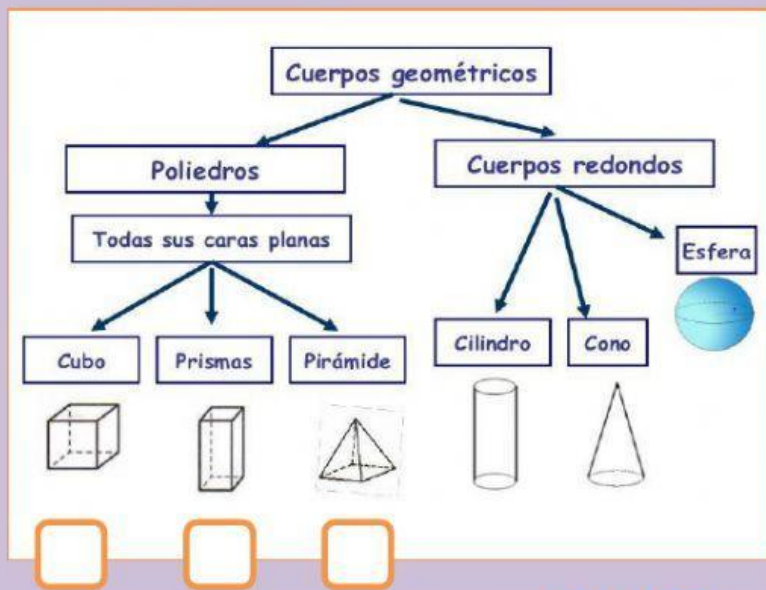 Cuerpos geométricos
Poliedros
Cuerpos redondos
Todas sus caras planas
Esfera
Cubo
Prismas
Pirámide
Cilindro
Cono